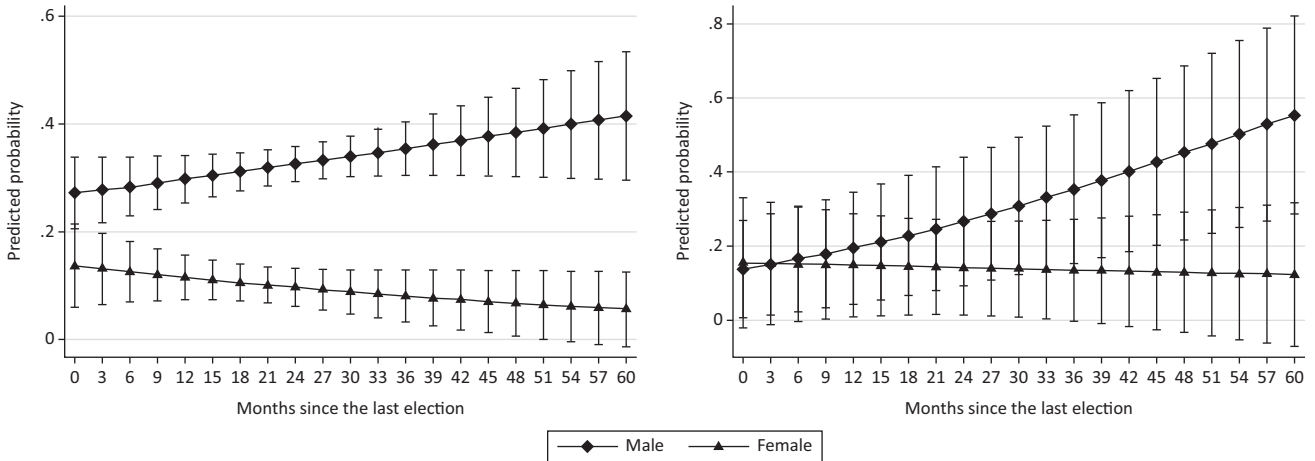 .6
.4
.2
0
Predicted probability
0 3 6 9 12 15 18 21 24 27 30 33 36 39 42 45 48 51 54 57 60
Months since the last election
.8
.6
.4
.2
0
Predicted probability
0 3 6 9 12 15 18 21 24 27 30 33 36 39 42 45 48 51 54 57 60
Months since the last election
Male Female